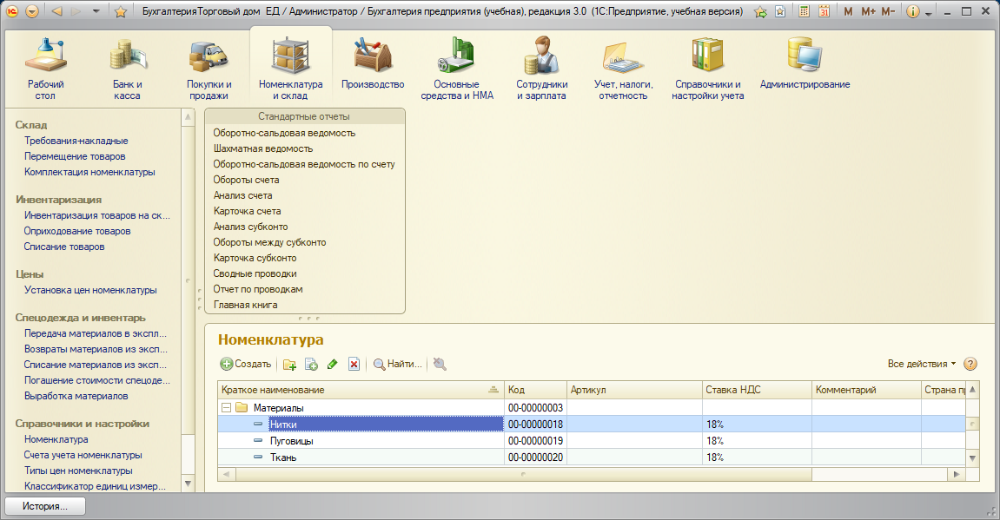 БухгалтерияТорговый дом ЕД / Администратор / Бухгалтерия предприятия (учебная), редакция 3.0 (1С:Предприятие, учебная версия)
31
M M+ M-
Рабочий
стол
Банк и
касса
Покупки и
продажи
Номенклатура
и склад
Производство
Основные
средства и НМА
Сотрудники
и зарплата
Учет, налоги,
отчетность
Справочники и
настройки учета
Администрирование
Склад
Требования-накладные
Перемещение товаров
Комплектация номенклатуры
Инвентаризация
Инвентаризация товаров на ск...
Оприходование товаров
Списание товаров
Цены
Установка цен номенклатуры
Спецодежда и инвентарь
Передача материалов в экспл...
Возвраты материалов из эксп...
Списание материалов из эксп...
Погашение стоимости спецоде...
Выработка материалов
Справочники и настройки
Номенклатура
Счета учета номенклатуры
Типы цен номенклатуры
Классификатор единиц измер...
Стандартные отчеты
Оборотно-сальдовая ведомость
Шахматная ведомость
Оборотно-сальдовая ведомость по счету
Обороты счета
Анализ счета
Карточка счета
Анализ субконто
Обороты между субконто
Карточка субконто
Сводные проводки
Отчет по проводкам
Главная книга
Номенклатура
Создать Найти... Все действия ?
Краткое наименование Код Артикул Ставка НДС Комментарий Страна пр
Материалы 00-00000003
Нитки 00-00000018 18%
Пуговицы 00-00000019 18%
Ткань 00-00000020 18%
История...